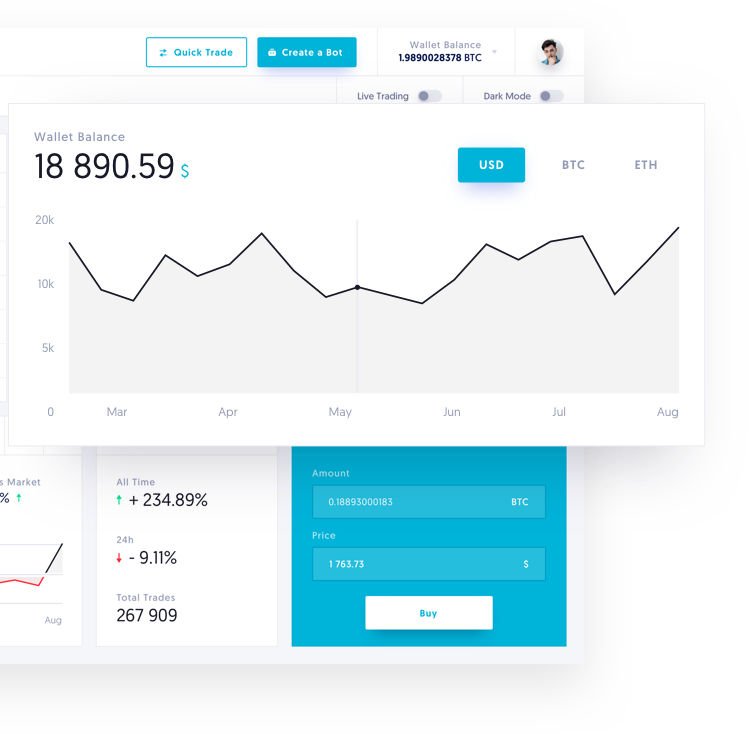 Quick Trade
Create a Bot
Wallet Balance
1.9890028378 BTC
Live Trading
Dark Mode
Wallet Balance
18 890.59 $
USD
BTC
ETH
20k
10k
5k
0
Mar
Apr
May
Jun
Jul
Aug
s Market
%
Aug
All Time
+ 234.89%
24h
- 9.11%
Total Trades
267 909
Amount
0.18893000183
BTC
Price
1 763.73
$
Buy